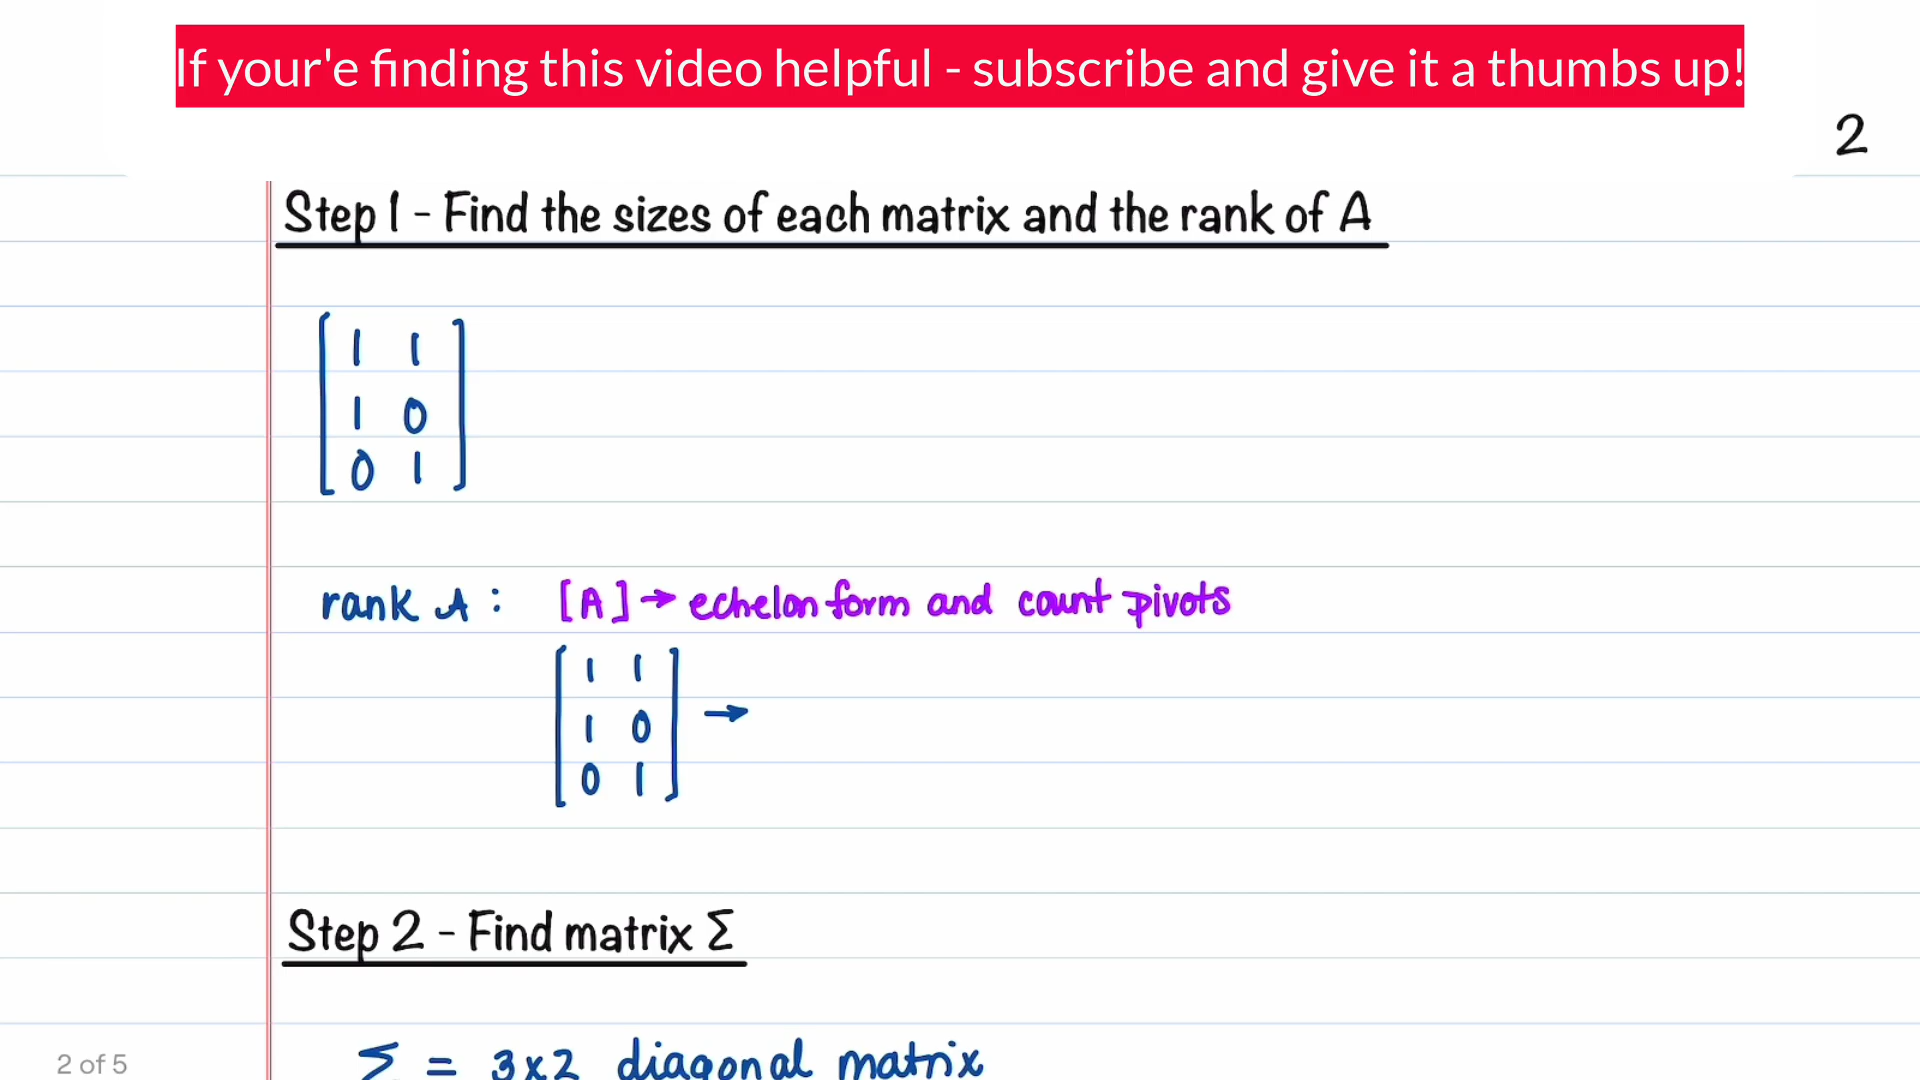 If your'e finding this video helpful - subscribe and give it a thumbs up!
2
Step 1 - Find the sizes of each matrix and the rank of A
1 1
1 0
0 1
rank A : [A] → echelon form and count pivots
1 1
1 0 →
0 1
Step 2 - Find matrix Σ
Σ = 3x2 diagonal matrix
2 of 5